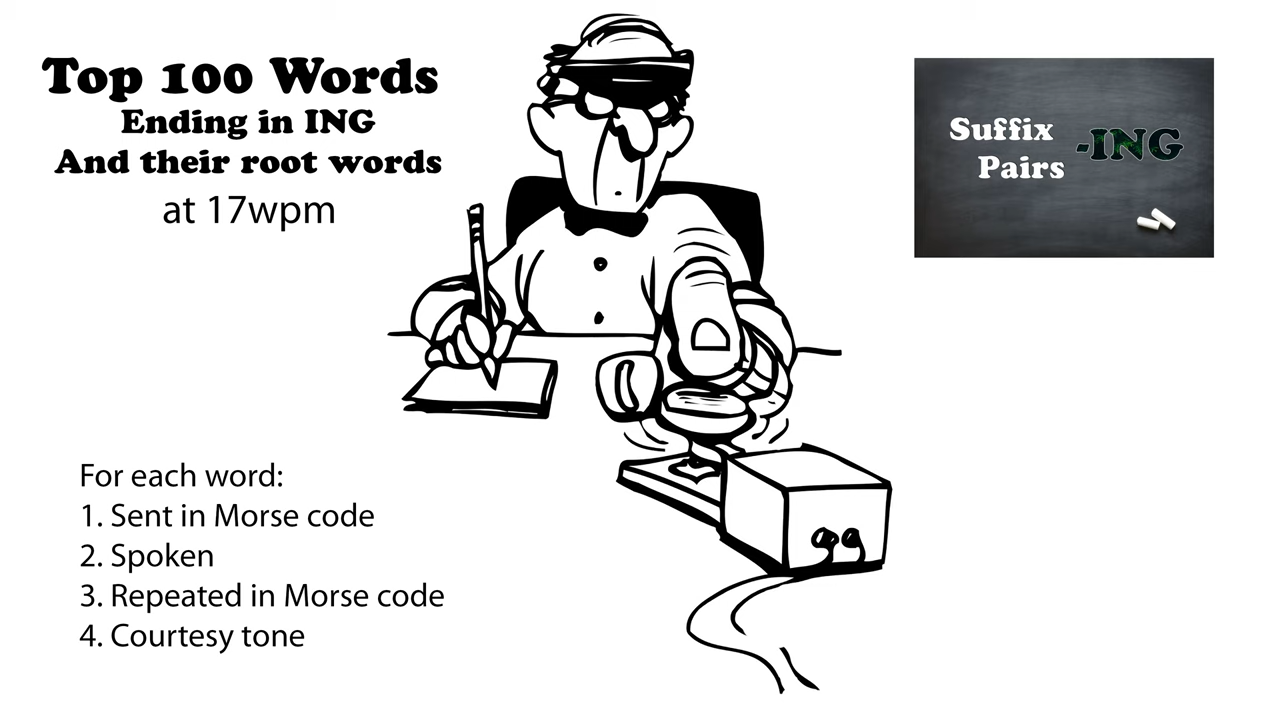 Top 100 Words
Ending in ING
And their root words
at 17wpm
Suffix -ING
Pairs
For each word:
1. Sent in Morse code
2. Spoken
3. Repeated in Morse code
4. Courtesy tone